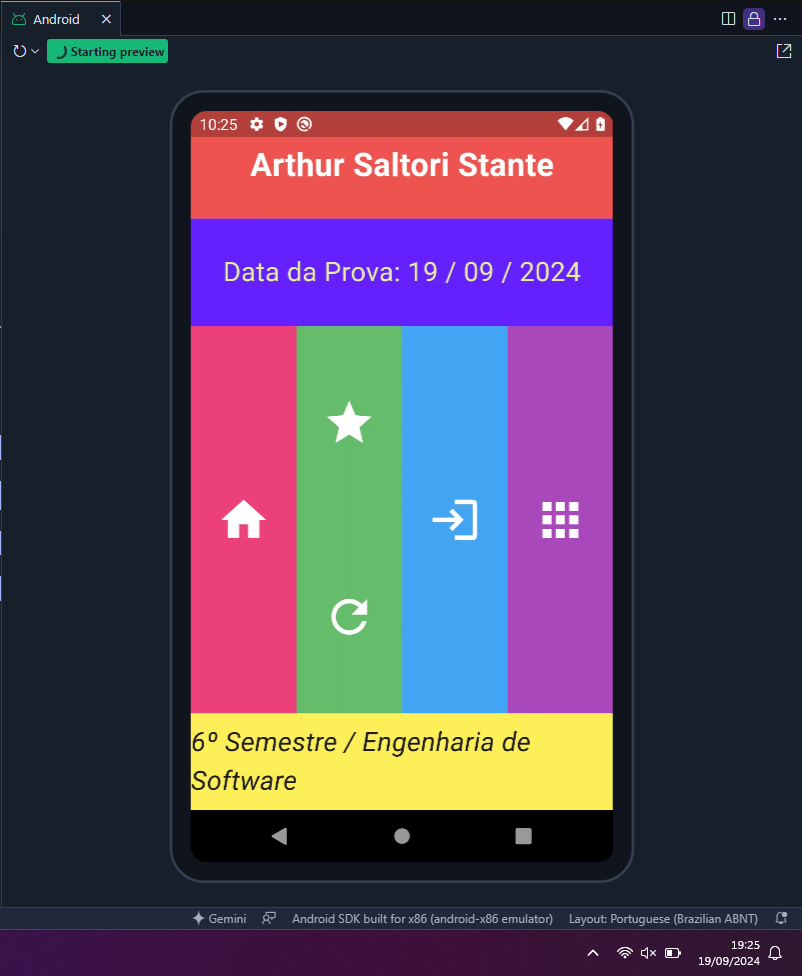 Android
Starting preview
10:25
Arthur Saltori Stante
Data da Prova: 19 / 09 / 2024
6º Semestre / Engenharia de
Software
Gemini
Android SDK built for x86 (android-x86 emulator)
Layout: Portuguese (Brazilian ABNT)
19:25
19/09/2024